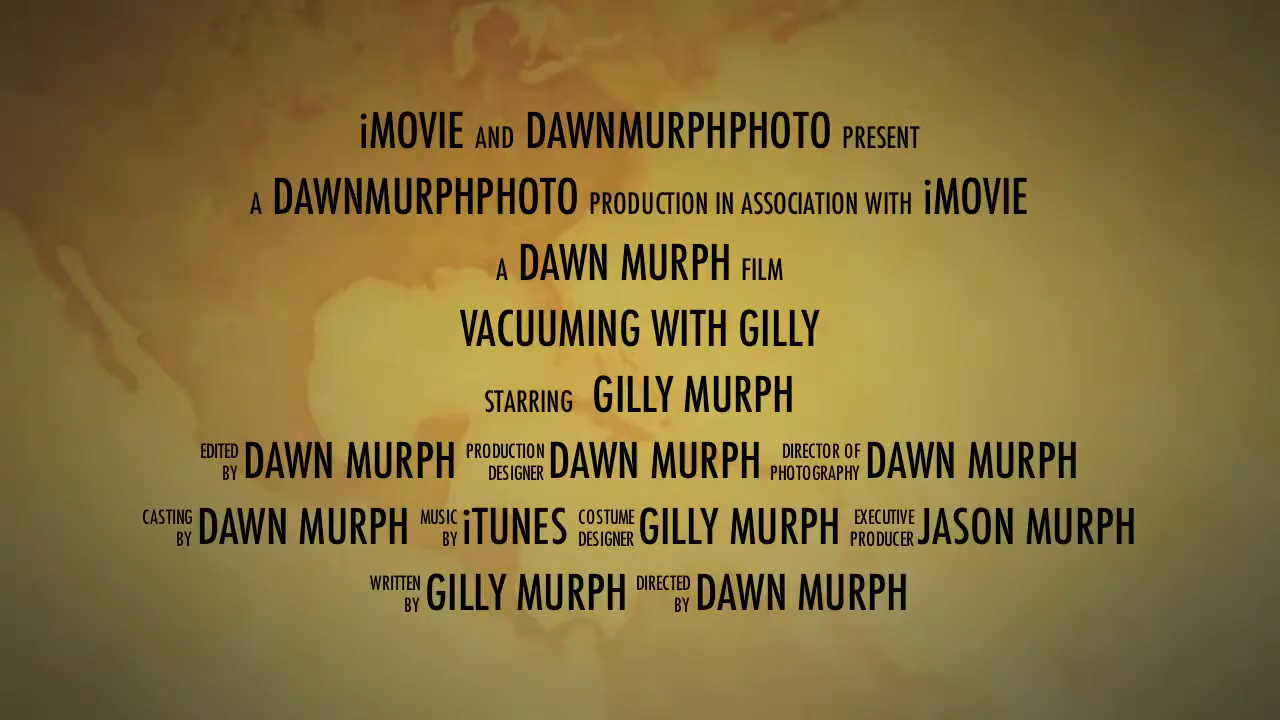 iMOVIE AND DAWNMURPHPHOTO PRESENT
A DAWNMURPHPHOTO PRODUCTION IN ASSOCIATION WITH iMOVIE
A DAWN MURPH FILM
VACUUMING WITH GILLY
STARRING GILLY MURPH
EDITED BY DAWN MURPH PRODUCTION DESIGNER DAWN MURPH DIRECTOR OF PHOTOGRAPHY DAWN MURPH
CASTING BY DAWN MURPH MUSIC BY iTUNES COSTUME DESIGNER GILLY MURPH EXECUTIVE PRODUCER JASON MURPH
WRITTEN BY GILLY MURPH DIRECTED BY DAWN MURPH